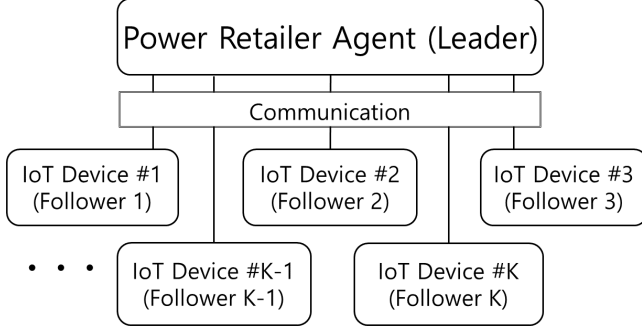 Power Retailer Agent (Leader)
Communication
IoT Device #1
(Follower 1)
IoT Device #2
(Follower 2)
IoT Device #3
(Follower 3)
. . .
IoT Device #K-1
(Follower K-1)
IoT Device #K
(Follower K)